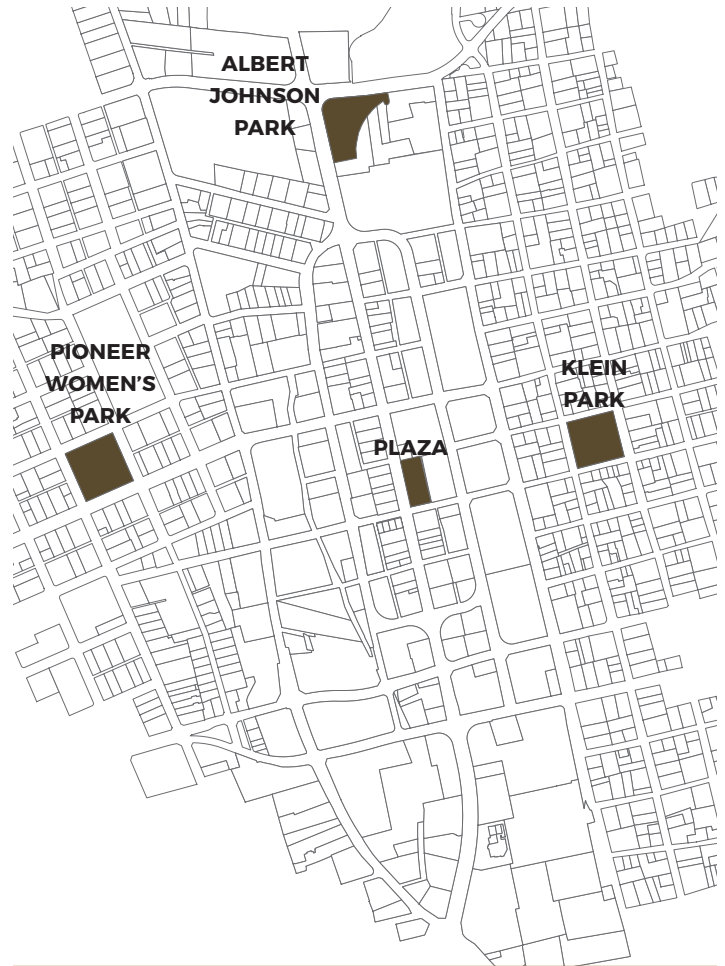 ALBERT
JOHNSON
PARK
PIONEER
WOMEN'S
PARK
KLEIN
PARK
PLAZA